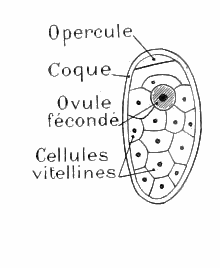 Opercule
Coque
Ovule
fécondé
Cellules
vitellines